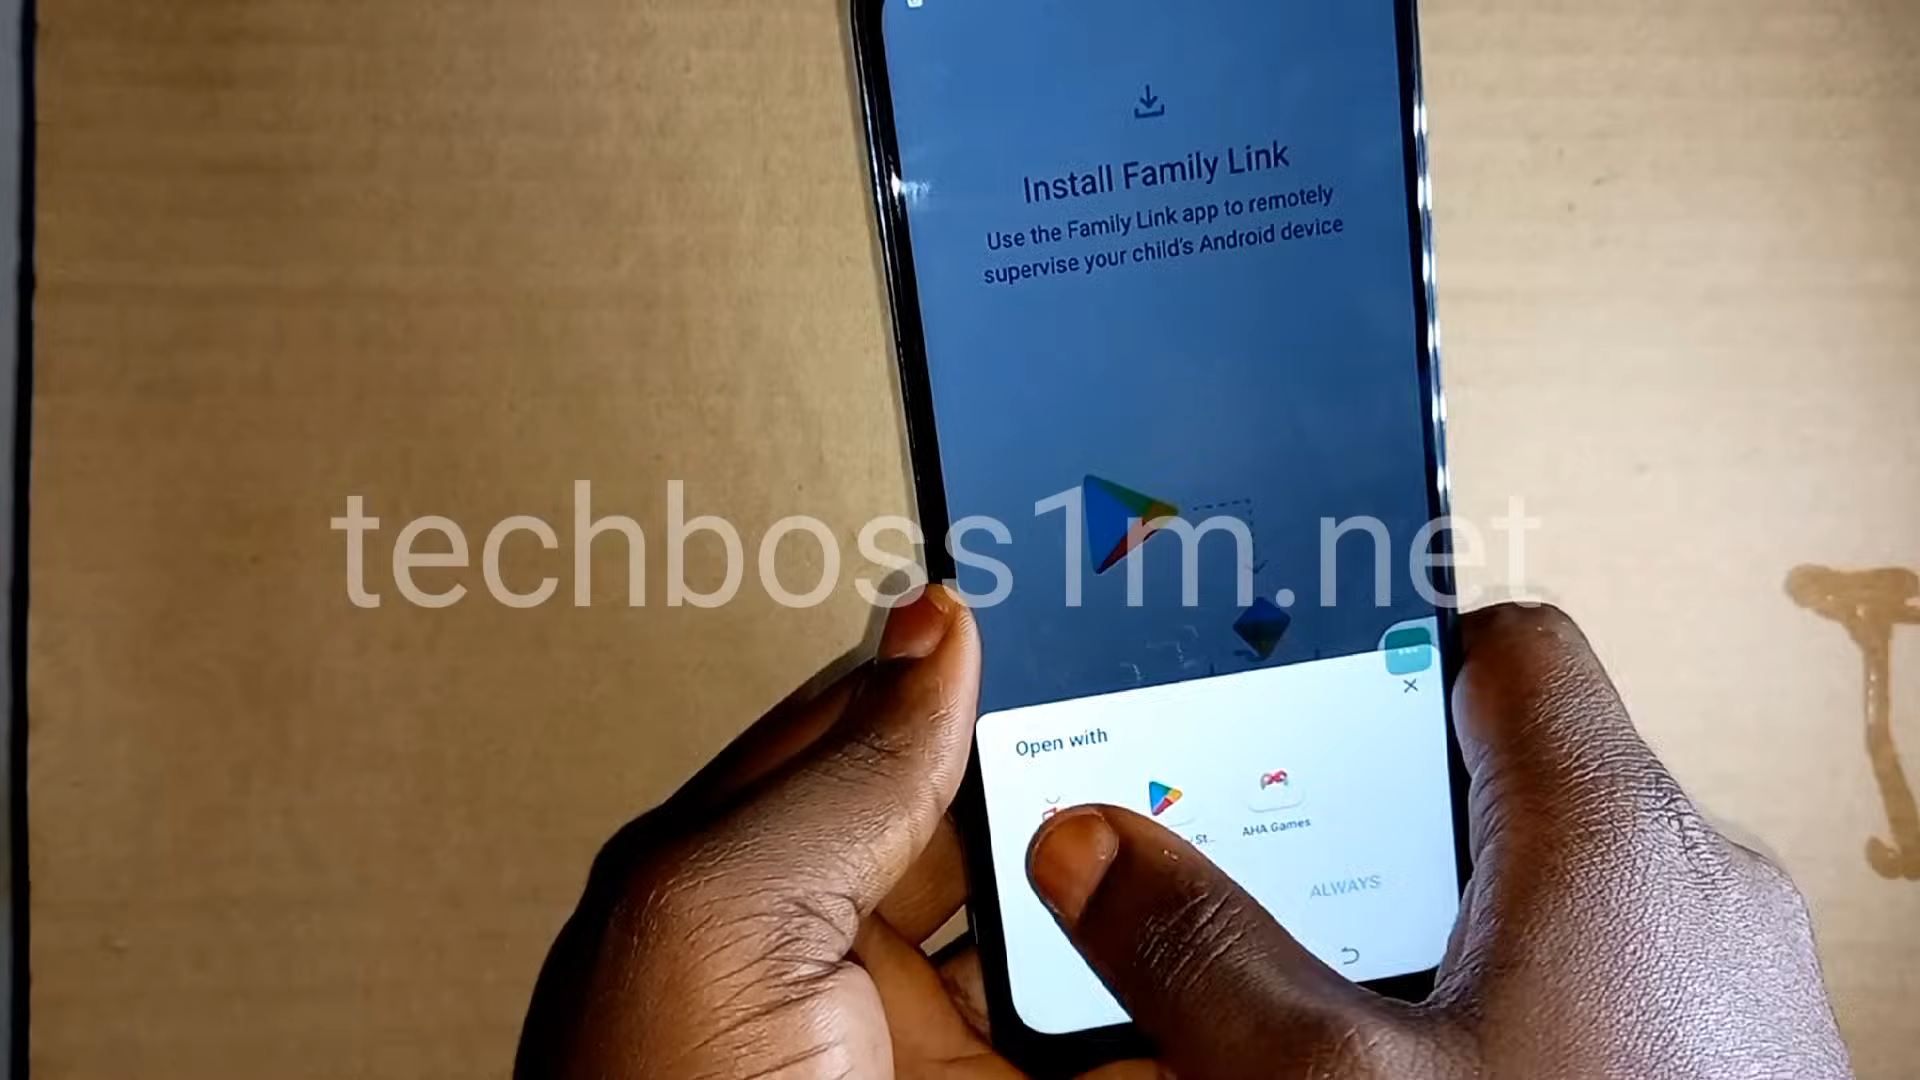 Install Family Link
Use the Family Link app to remotely
supervise your child's Android device
techboss1m.net
Open with
St...
AHA Games
ALWAYS